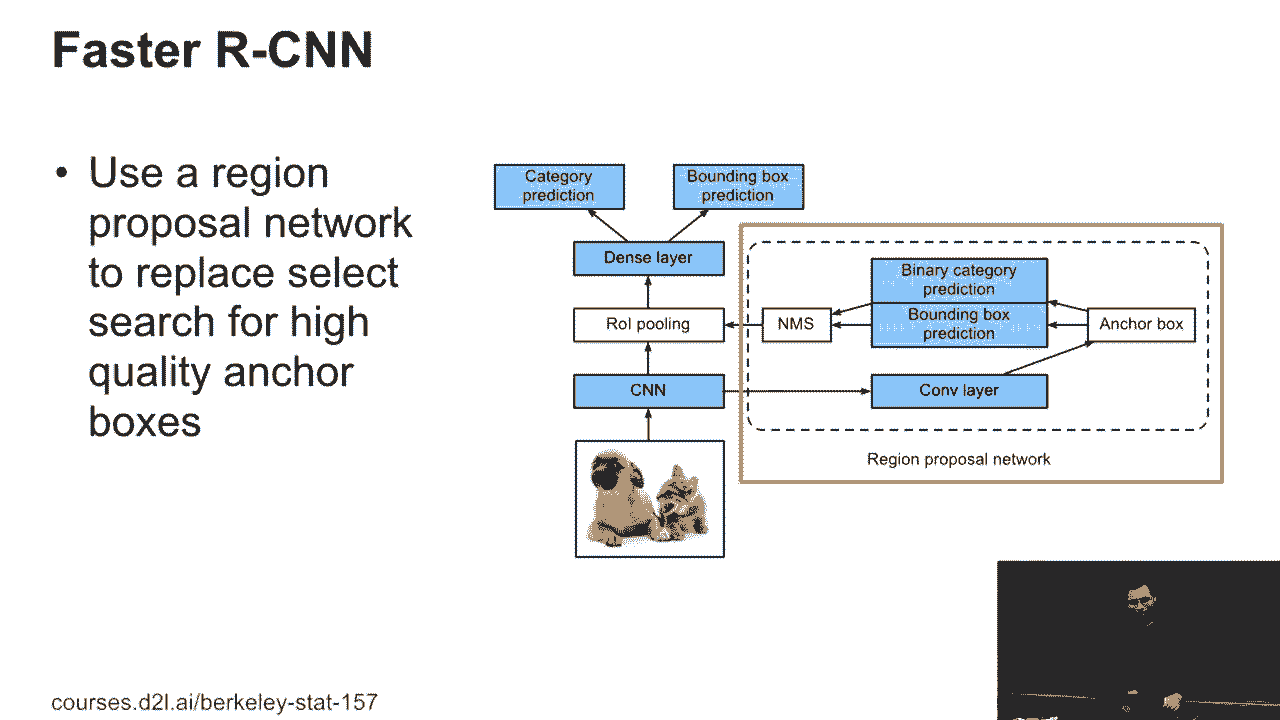 Faster R-CNN
• Use a region
proposal network
to replace select
search for high
quality anchor
boxes
Category
prediction
Bounding box
prediction
Dense layer
RoI pooling
CNN
NMS
Binary category
prediction
Bounding box
prediction
Anchor box
Conv layer
Region proposal network
courses.d2l.ai/berkeley-stat-157